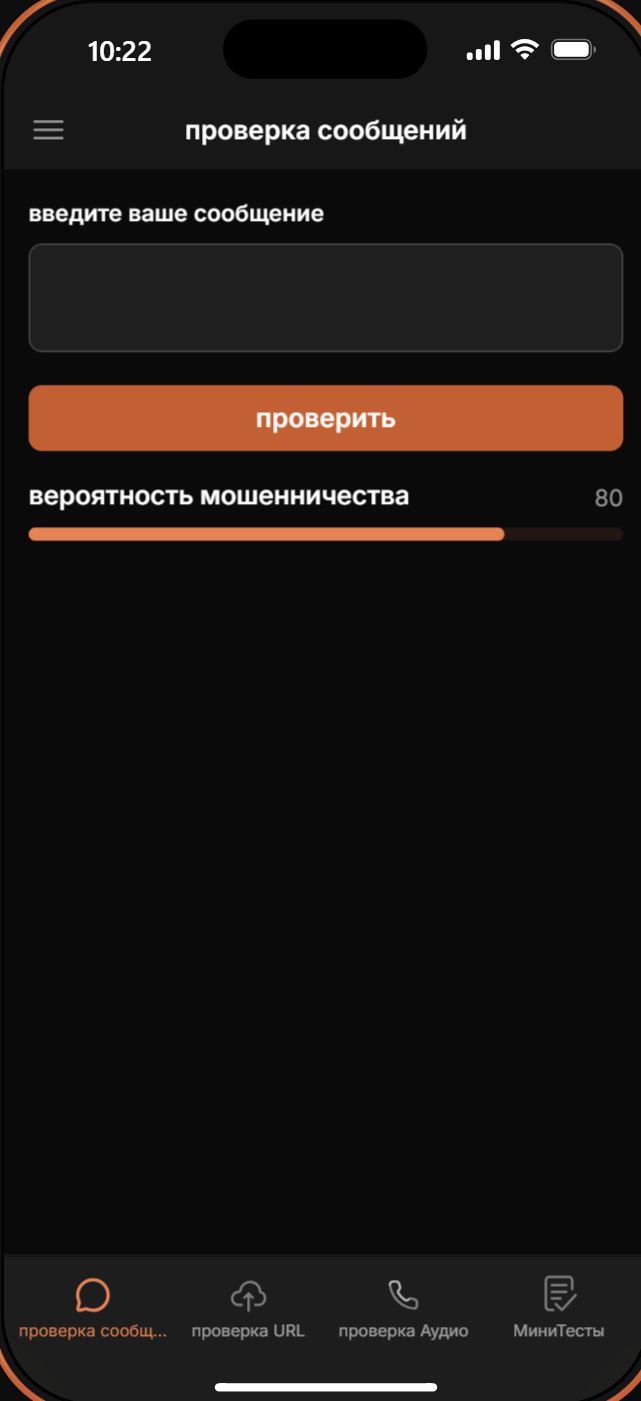 10:22
проверка сообщений
введите ваше сообщение
проверить
вероятность мошенничества 80
проверка сообщ... проверка URL проверка Аудио МиниТесты